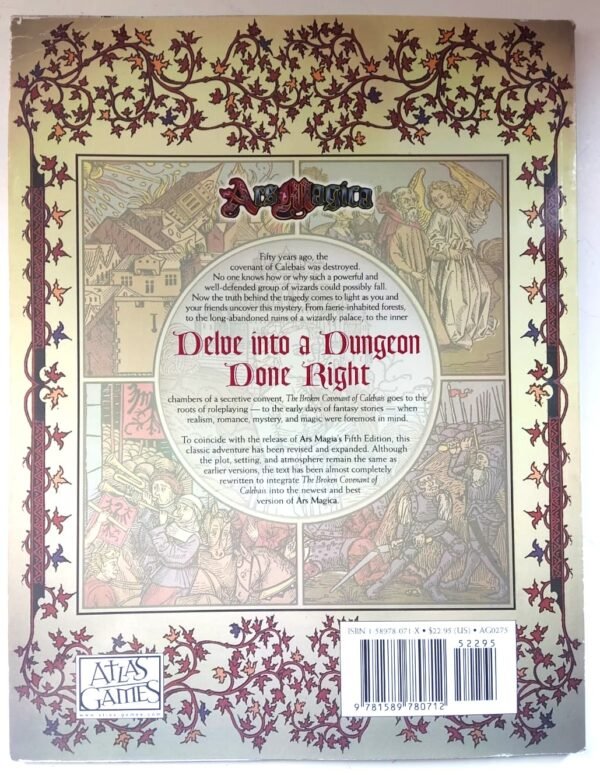 Ars Magica
Fifty years ago, the
covenant of Calebais was destroyed.
No one knows how or why such a powerful and
well-defended group of wizards could possibly fall.
Now the truth behind the tragedy comes to light as you and
your friends uncover this mystery. From faerie-inhabited forests,
to the long-abandoned ruins of a wizardly palace, to the inner
Delve into a Dungeon
Done Right
chambers of a secretive convent, The Broken Covenant of Calebais goes to the
roots of roleplaying — to the early days of fantasy stories — when
realism, romance, mystery, and magic were foremost in mind.
To coincide with the release of Ars Magia's Fifth Edition, this
classic adventure has been revised and expanded. Although
the plot, setting, and atmosphere remain the same as
earlier versions, the text has been almost completely
rewritten to integrate The Broken Covenant of
Calebais into the newest and best
version of Ars Magica.
ISBN 1-58978-071-X • $22.95 (US) • AG0275
52295
9 781589 780712
ATLAS
GAMES
www.atlas-games.com